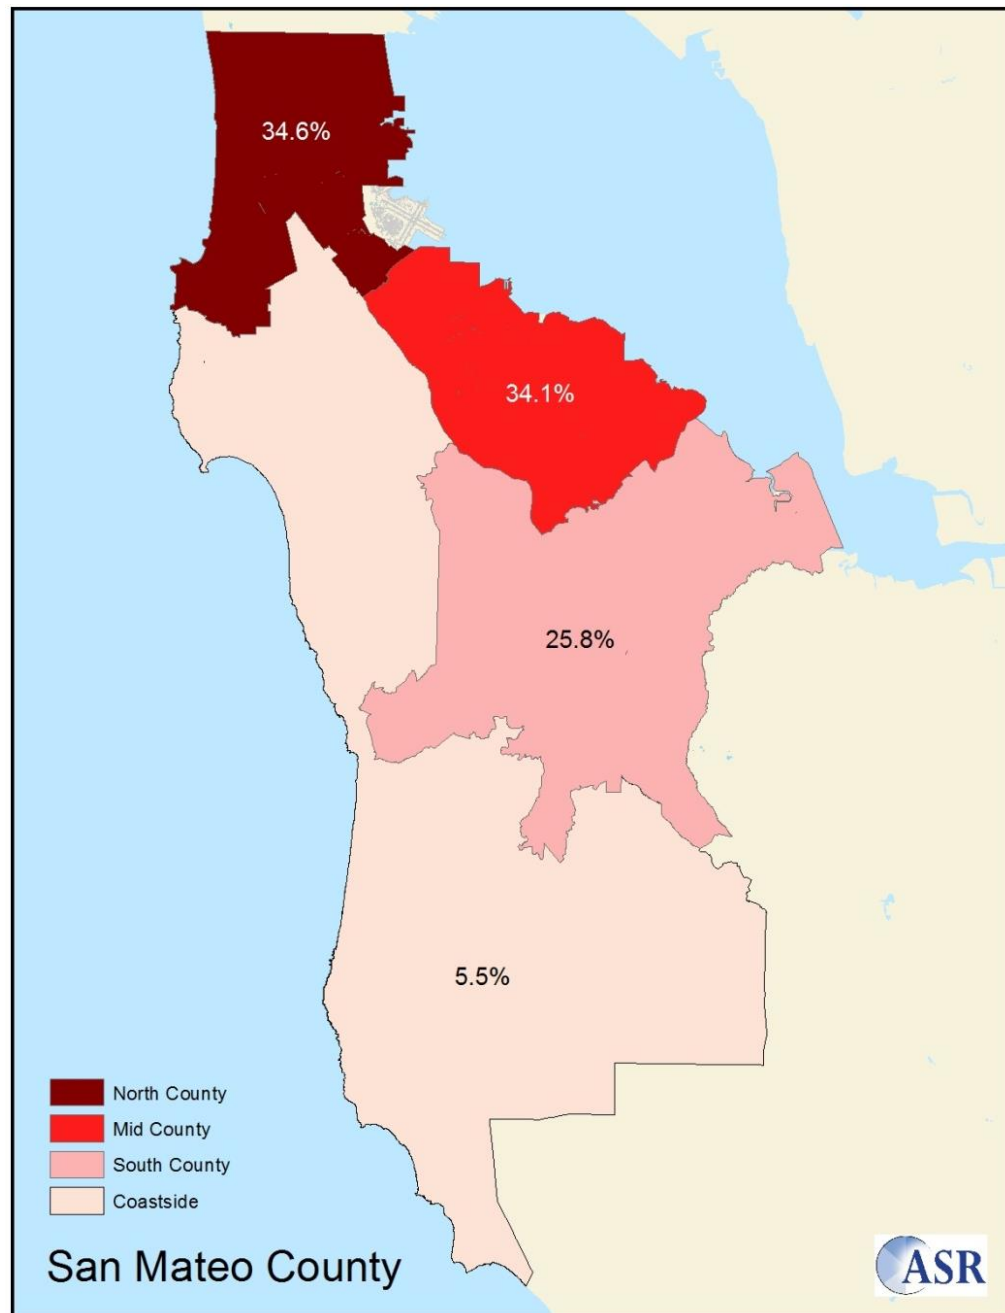 34.6%
34.1%
25.8%
5.5%
North County
Mid County
South County
Coastside
San Mateo County
ASR